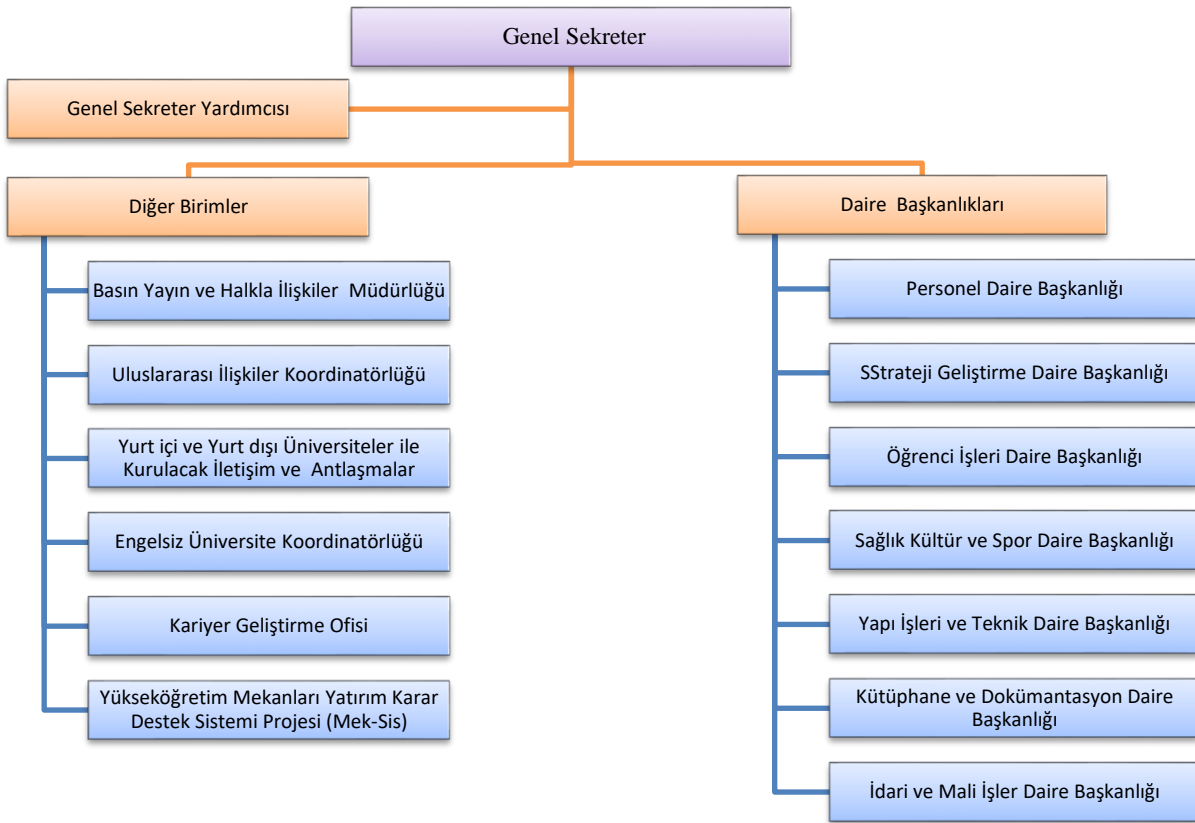 Genel Sekreter
Genel Sekreter Yardımcısı
Diğer Birimler
Basın Yayın ve Halkla İlişkiler Müdürlüğü
Uluslararası İlişkiler Koordinatörlüğü
Yurt içi ve Yurt dışı Üniversiteler ile
Kurulacak İletişim ve Antlaşmalar
Engelsiz Üniversite Koordinatörlüğü
Kariyer Geliştirme Ofisi
Yükseköğretim Mekanları Yatırım Karar
Destek Sistemi Projesi (Mek-Sis)
Daire Başkanlıkları
Personel Daire Başkanlığı
SStrateji Geliştirme Daire Başkanlığı
Öğrenci İşleri Daire Başkanlığı
Sağlık Kültür ve Spor Daire Başkanlığı
Yapı İşleri ve Teknik Daire Başkanlığı
Kütüphane ve Dokümantasyon Daire
Başkanlığı
İdari ve Mali İşler Daire Başkanlığı